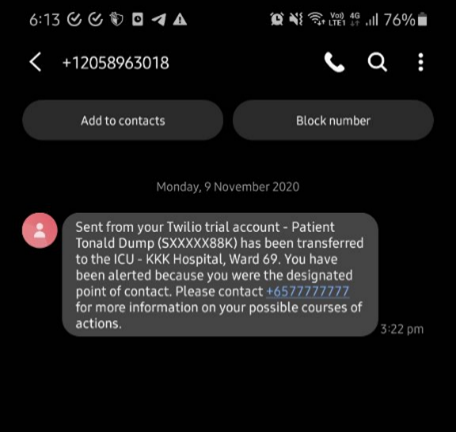 6:13 Vo) 4G LTE1 76%
+12058963018
Add to contacts Block number
Monday, 9 November 2020
Sent from your Twilio trial account - Patient
Tonald Dump (SXXXXX88K) has been transferred
to the ICU - KKK Hospital, Ward 69. You have
been alerted because you were the designated
point of contact. Please contact +6577777777
for more information on your possible courses of
actions.
3:22 pm